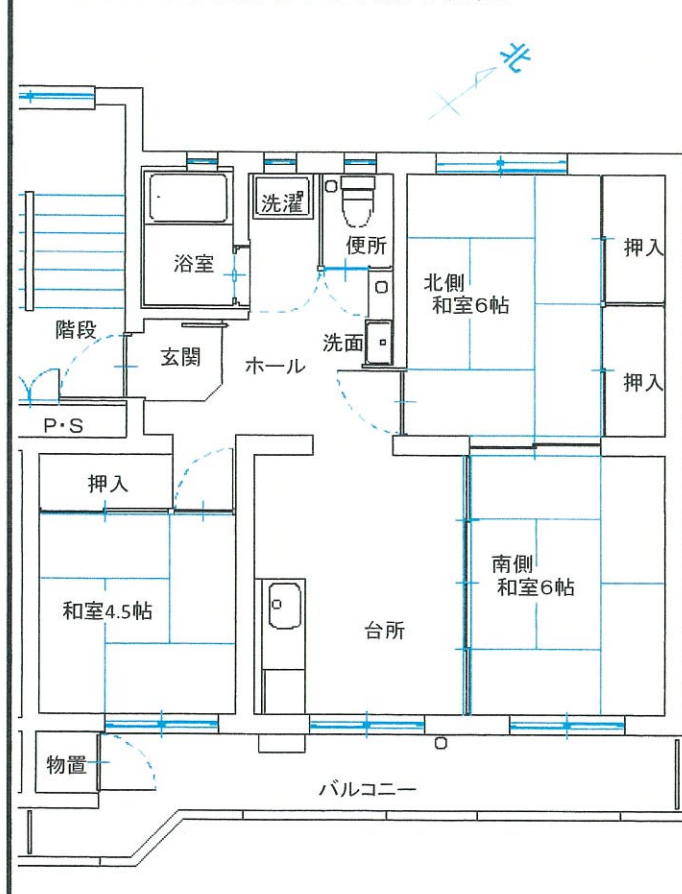 北
洗濯
便所
浴室
北側
和室6帖
押入
階段
玄関
洗面
ホール
押入
P・S
押入
南側
和室6帖
和室4.5帖
台所
物置
バルコニー